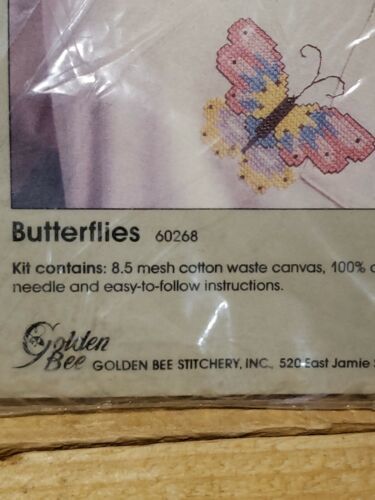 Butterflies 60268
Kit contains: 8.5 mesh cotton waste canvas, 100%
needle and easy-to-follow instructions.
Golden
Bee GOLDEN BEE STITCHERY, INC., 520 East Jamie